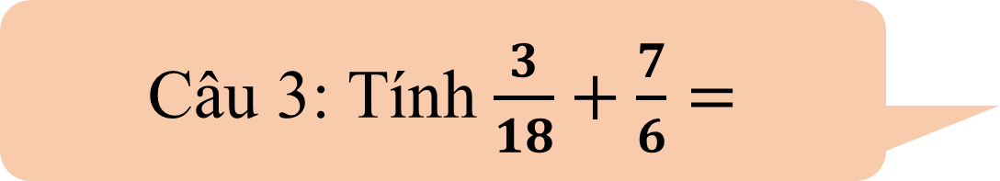 Câu 3: Tính 3/18 + 7/6 =